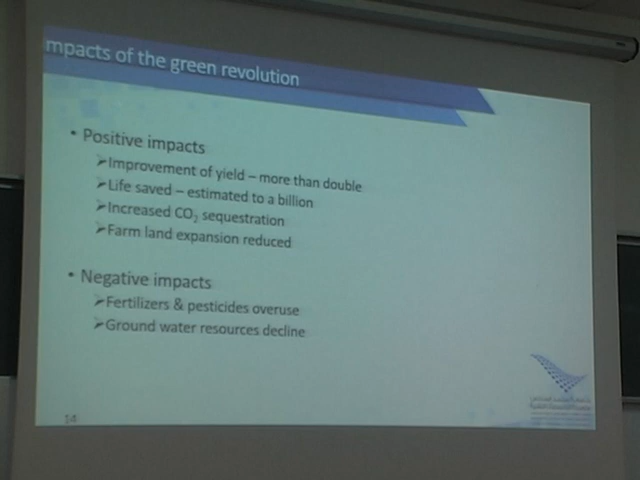 mpacts of the green revolution
• Positive impacts
➢Improvement of yield – more than double
➢Life saved – estimated to a billion
➢Increased CO₂ sequestration
➢Farm land expansion reduced
• Negative impacts
➢Fertilizers & pesticides overuse
➢Ground water resources decline
14